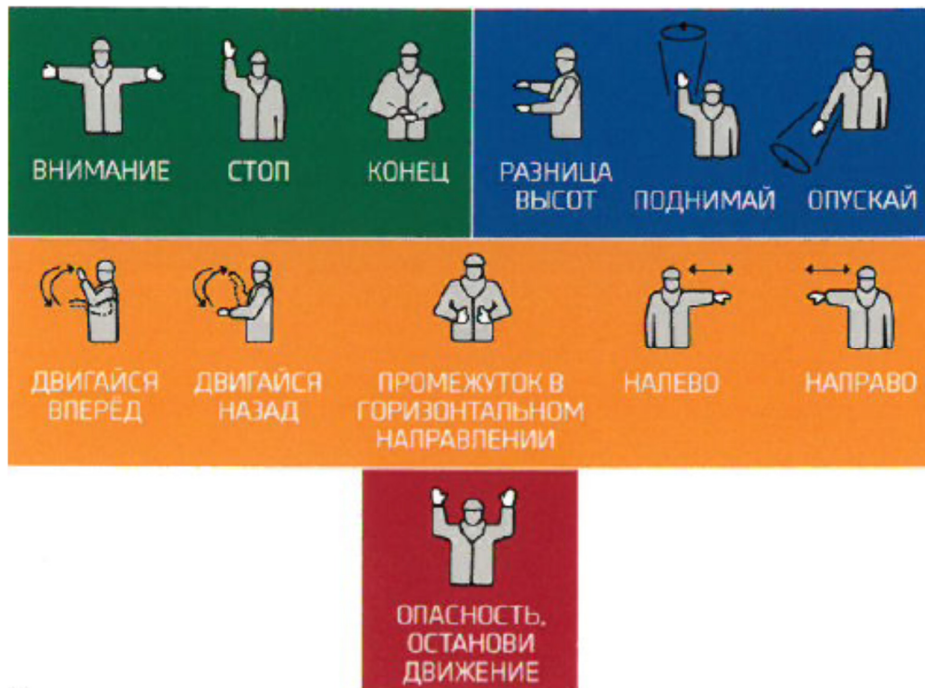 ВНИМАНИЕ
СТОП
КОНЕЦ
РАЗНИЦА
ВЫСОТ
ПОДНИМАЙ
ОПУСКАЙ
ДВИГАЙСЯ
ВПЕРЁД
ДВИГАЙСЯ
НАЗАД
ПРОМЕЖУТОК В
ГОРИЗОНТАЛЬНОМ
НАПРАВЛЕНИИ
НАЛЕВО
НАПРАВО
ОПАСНОСТЬ,
ОСТАНОВИ
ДВИЖЕНИЕ